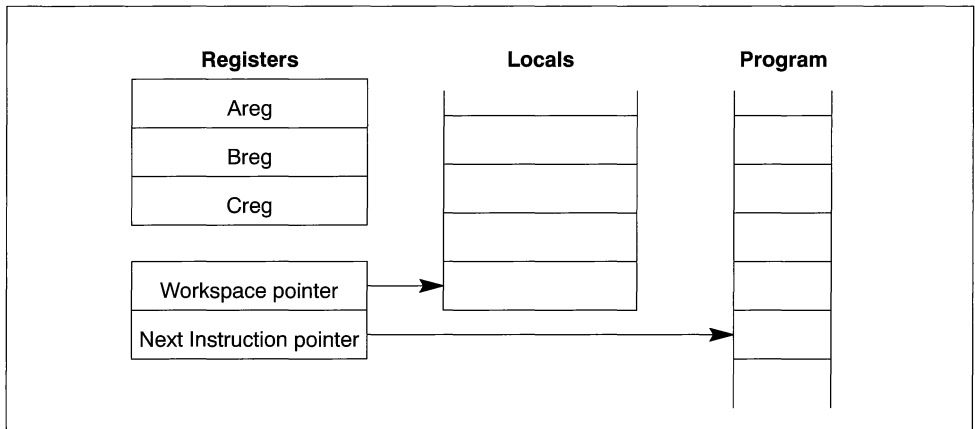 Registers
Locals
Program
Areg
Breg
Creg
Workspace pointer
Next Instruction pointer